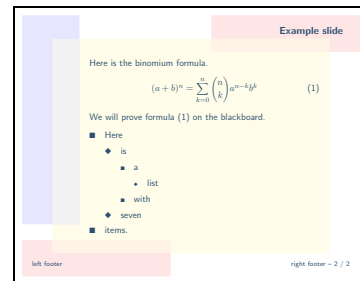 Example slide
Here is the binomium formula.
(a + b)^n = \sum_{k=0}^{n} \binom{n}{k} a^{n-k} b^k (1)
We will prove formula (1) on the blackboard.
■ Here
◆ is
■ a
◆ list
■ with
◆ seven
■ items.
left footer
right footer – 2 / 2